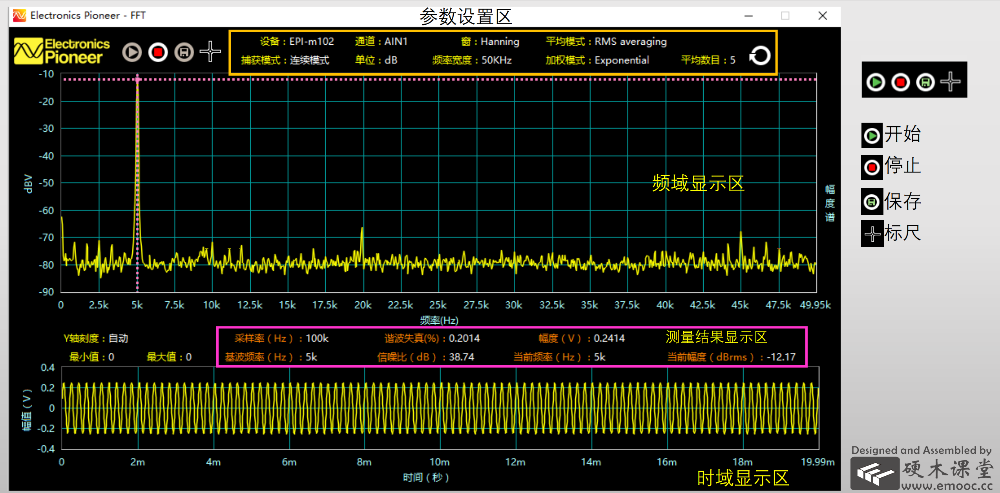 Electronics Pioneer - FFT
参数设置区
Electronics
Pioneer
设备：EPI-m102 通道：AIN1 窗：Hanning 平均模式：RMS averaging
捕获模式：连续模式 单位：dB 频率宽度：50KHz 加权模式：Exponential 平均数目：5
-10
-20
-30
-40
-50
-60
-70
-80
-90
dBV
频域显示区
幅度谱
0 2.5k 5k 7.5k 10k 12.5k 15k 17.5k 20k 22.5k 25k 27.5k 30k 32.5k 35k 37.5k 40k 42.5k 45k 47.5k 49.95k
频率(Hz)
Y轴刻度：自动
最小值：0 最大值：0
采样率（Hz）：100k 谐波失真(%)：0.2014 幅度（V）：0.2414 测量结果显示区
基波频率（Hz）：5k 信噪比（dB）：38.74 当前频率（Hz）：5k 当前幅度（dBrms）：-12.17
0.4
0.2
0
-0.2
-0.4
幅值（V）
0 2m 4m 6m 8m 10m 12m 14m 16m 18m 19.99m
时间（秒）
时域显示区
开始
停止
保存
标尺
Designed and Assembled by
硬木课堂
www.emooc.cc